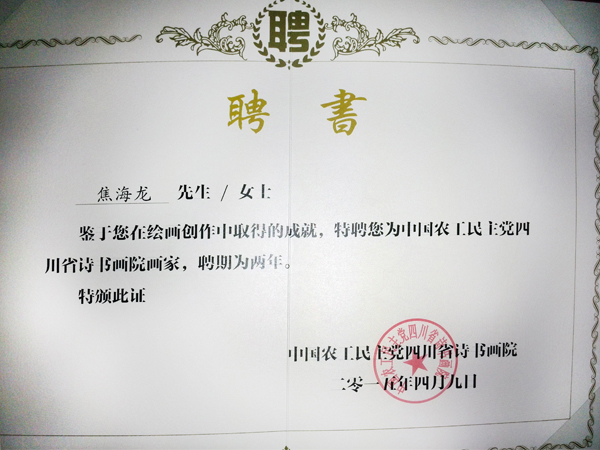 聘
聘書
焦海龙 先生 / 女士
鉴于您在绘画创作中取得的成就，特聘您为中国农工民主党四
川省诗书画院画家，聘期为两年。
特颁此证
中国农工民主党四川省诗书画院
二零一五年四月九日